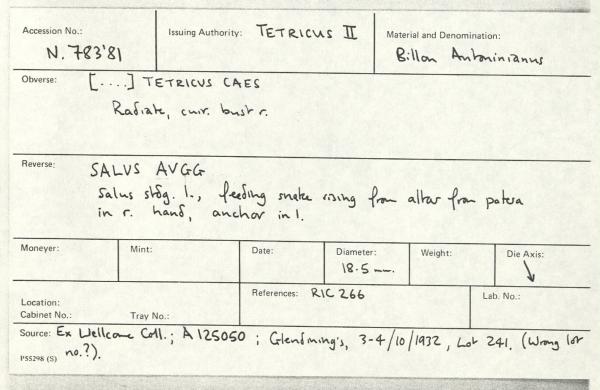 Accession No.: Issuing Authority: TETRICUS II Material and Denomination:
N. 783'81 Billon Antoninianus
Obverse: [....] TETRICUS CAES
Radiate, cuir. bust r.
Reverse: SALVS AVGG
Salus stdg. l., feeding snake rising from altar from patera
in r. hand, anchor in l.
Moneyer: Mint: Date: Diameter: Weight: Die Axis:
18.5 mm. ↘
Location: References: RIC 266 Lab. No.:
Cabinet No.: Tray No.:
Source: Ex Wellcome Coll.; A 125050; Glendining's, 3-4/10/1932, Lot 241. (Wrong lot
P55298 (S) no.?).